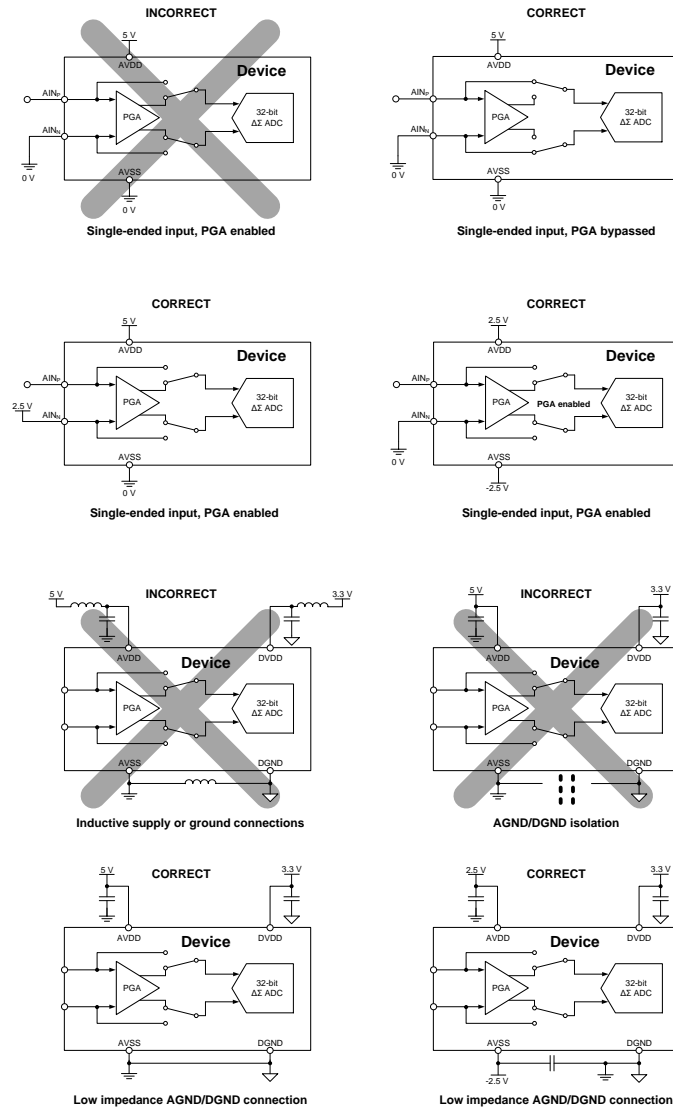 INCORRECT
5 V
AVDD
Device
AINP
PGA
32-bit
ΔΣ ADC
AINN
AVSS
0 V
0 V
Single-ended input, PGA enabled
CORRECT
5 V
AVDD
Device
AINP
PGA
32-bit
ΔΣ ADC
AINN
AVSS
0 V
0 V
Single-ended input, PGA bypassed
CORRECT
5 V
AVDD
Device
AINP
PGA
32-bit
ΔΣ ADC
2.5 V
AINN
AVSS
0 V
Single-ended input, PGA enabled
CORRECT
2.5 V
AVDD
Device
AINP
PGA
PGA enabled
32-bit
ΔΣ ADC
AINN
0 V
AVSS
-2.5 V
Single-ended input, PGA enabled
INCORRECT
5 V
3.3 V
AVDD
DVDD
Device
PGA
32-bit
ΔΣ ADC
AVSS
DGND
Inductive supply or ground connections
INCORRECT
5 V
3.3 V
AVDD
DVDD
Device
PGA
32-bit
ΔΣ ADC
AVSS
DGND
AGND/DGND isolation
CORRECT
5 V
3.3 V
AVDD
DVDD
Device
PGA
32-bit
ΔΣ ADC
AVSS
DGND
Low impedance AGND/DGND connection
CORRECT
2.5 V
3.3 V
AVDD
DVDD
Device
PGA
32-bit
ΔΣ ADC
AVSS
DGND
-2.5 V
Low impedance AGND/DGND connection